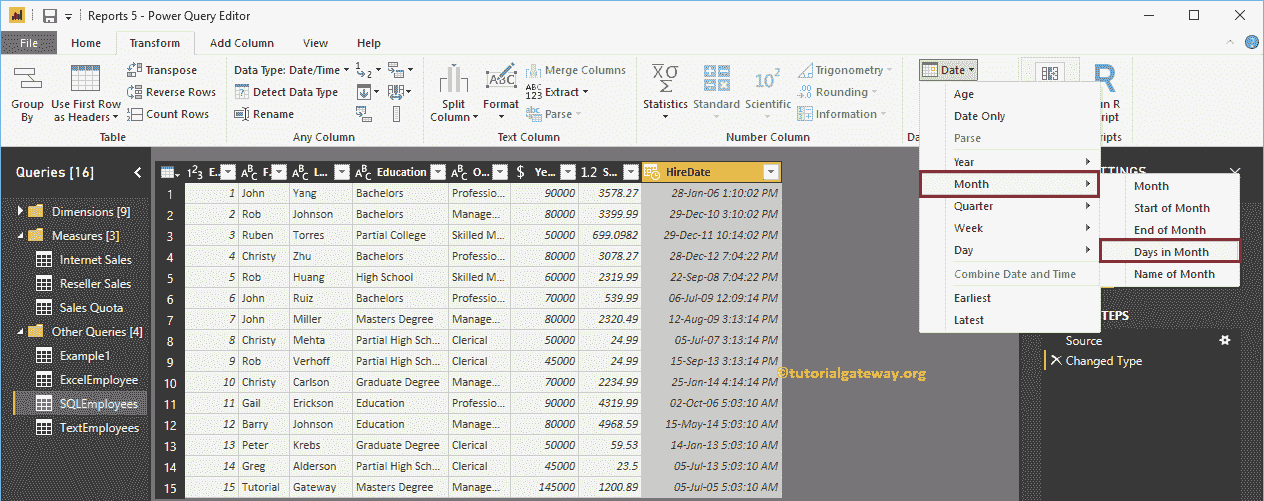 Reports 5 - Power Query Editor
File Home Transform Add Column View Help
Group By
Use First Row as Headers
Transpose
Reverse Rows
Count Rows
Table
Data Type: Date/Time
Detect Data Type
Rename
Any Column
Split Column
Format
Merge Columns
Extract
Parse
Text Column
Statistics
Standard
Scientific
Trigonometry
Rounding
Information
Number Column
Date
Age
Date Only
Parse
Year
Month
Quarter
Week
Day
Combine Date and Time
Earliest
Latest
Month
Start of Month
End of Month
Days in Month
Name of Month
Queries [16]
Dimensions [9]
Measures [3]
Internet Sales
Reseller Sales
Sales Quota
Other Queries [4]
Example1
ExcelEmployee
SQLEmployees
TextEmployees
1 2 3 E... A B C F... A B C L... A B C Education A B C O... $ Ye... 1.2 S... HireDate
1 1 John Yang Bachelors Professio... 90000 3578.27 28-Jan-06 1:10:02 PM
2 2 Rob Johnson Bachelors Manage... 80000 3399.99 29-Dec-10 3:10:02 PM
3 3 Ruben Torres Partial College Skilled M... 50000 699.0982 29-Dec-11 10:14:02 PM
4 4 Christy Zhu Bachelors Professio... 80000 3078.27 28-Dec-12 7:04:22 PM
5 5 Rob Huang High School Skilled M... 60000 2319.99 22-Sep-08 7:04:22 PM
6 6 John Ruiz Bachelors Professio... 70000 539.99 06-Jul-09 12:09:14 PM
7 7 John Miller Masters Degree Manage... 80000 2320.49 12-Aug-09 3:13:14 PM
8 8 Christy Mehta Partial High Sch... Clerical 50000 24.99 05-Jul-07 3:13:14 PM
9 9 Rob Verhoff Partial High Sch... Clerical 45000 24.99 15-Sep-13 3:13:14 PM
10 10 Christy Carlson Graduate Degree Manage... 70000 2234.99 25-Jan-14 4:14:14 PM
11 11 Gail Erickson Education Professio... 90000 4319.99 02-Oct-06 5:03:10 AM
12 12 Barry Johnson Education Manage... 80000 4968.59 15-May-14 5:03:10 AM
13 13 Peter Krebs Graduate Degree Clerical 50000 59.53 14-Jan-13 5:03:10 AM
14 14 Greg Alderson Partial High Sch... Clerical 45000 23.5 05-Jul-13 5:03:10 AM
15 15 Tutorial Gateway Masters Degree Manage... 145000 1200.89 05-Jul-05 5:03:10 AM
©tutorialgateway.org
Source
Changed Type